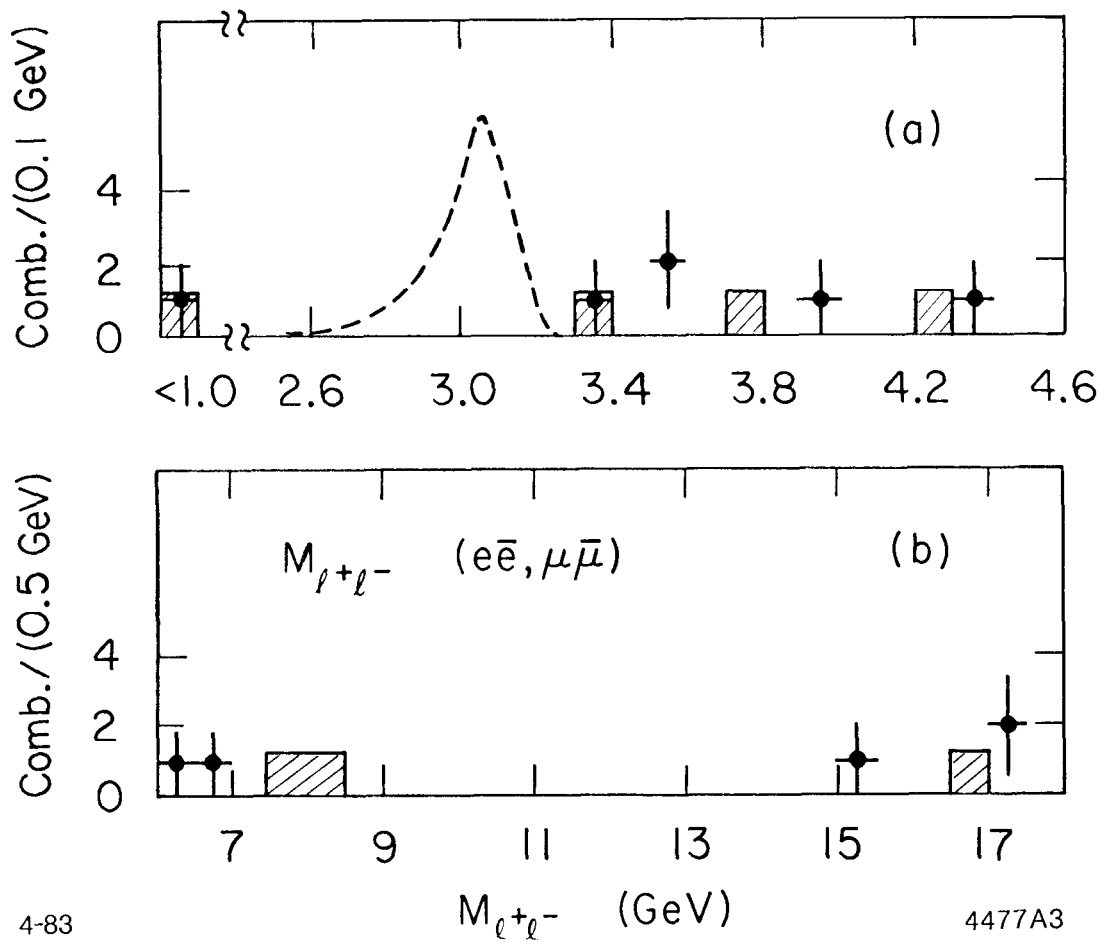 Comb./(0.1 GeV)
4
2
0
(a)
<1.0 2.6 3.0 3.4 3.8 4.2 4.6
Comb./(0.5 GeV)
4
2
0
M_{ℓ+ℓ-} (eē, μμ̄) (b)
7 9 11 13 15 17
M_{ℓ+ℓ-} (GeV)
4-83 4477A3